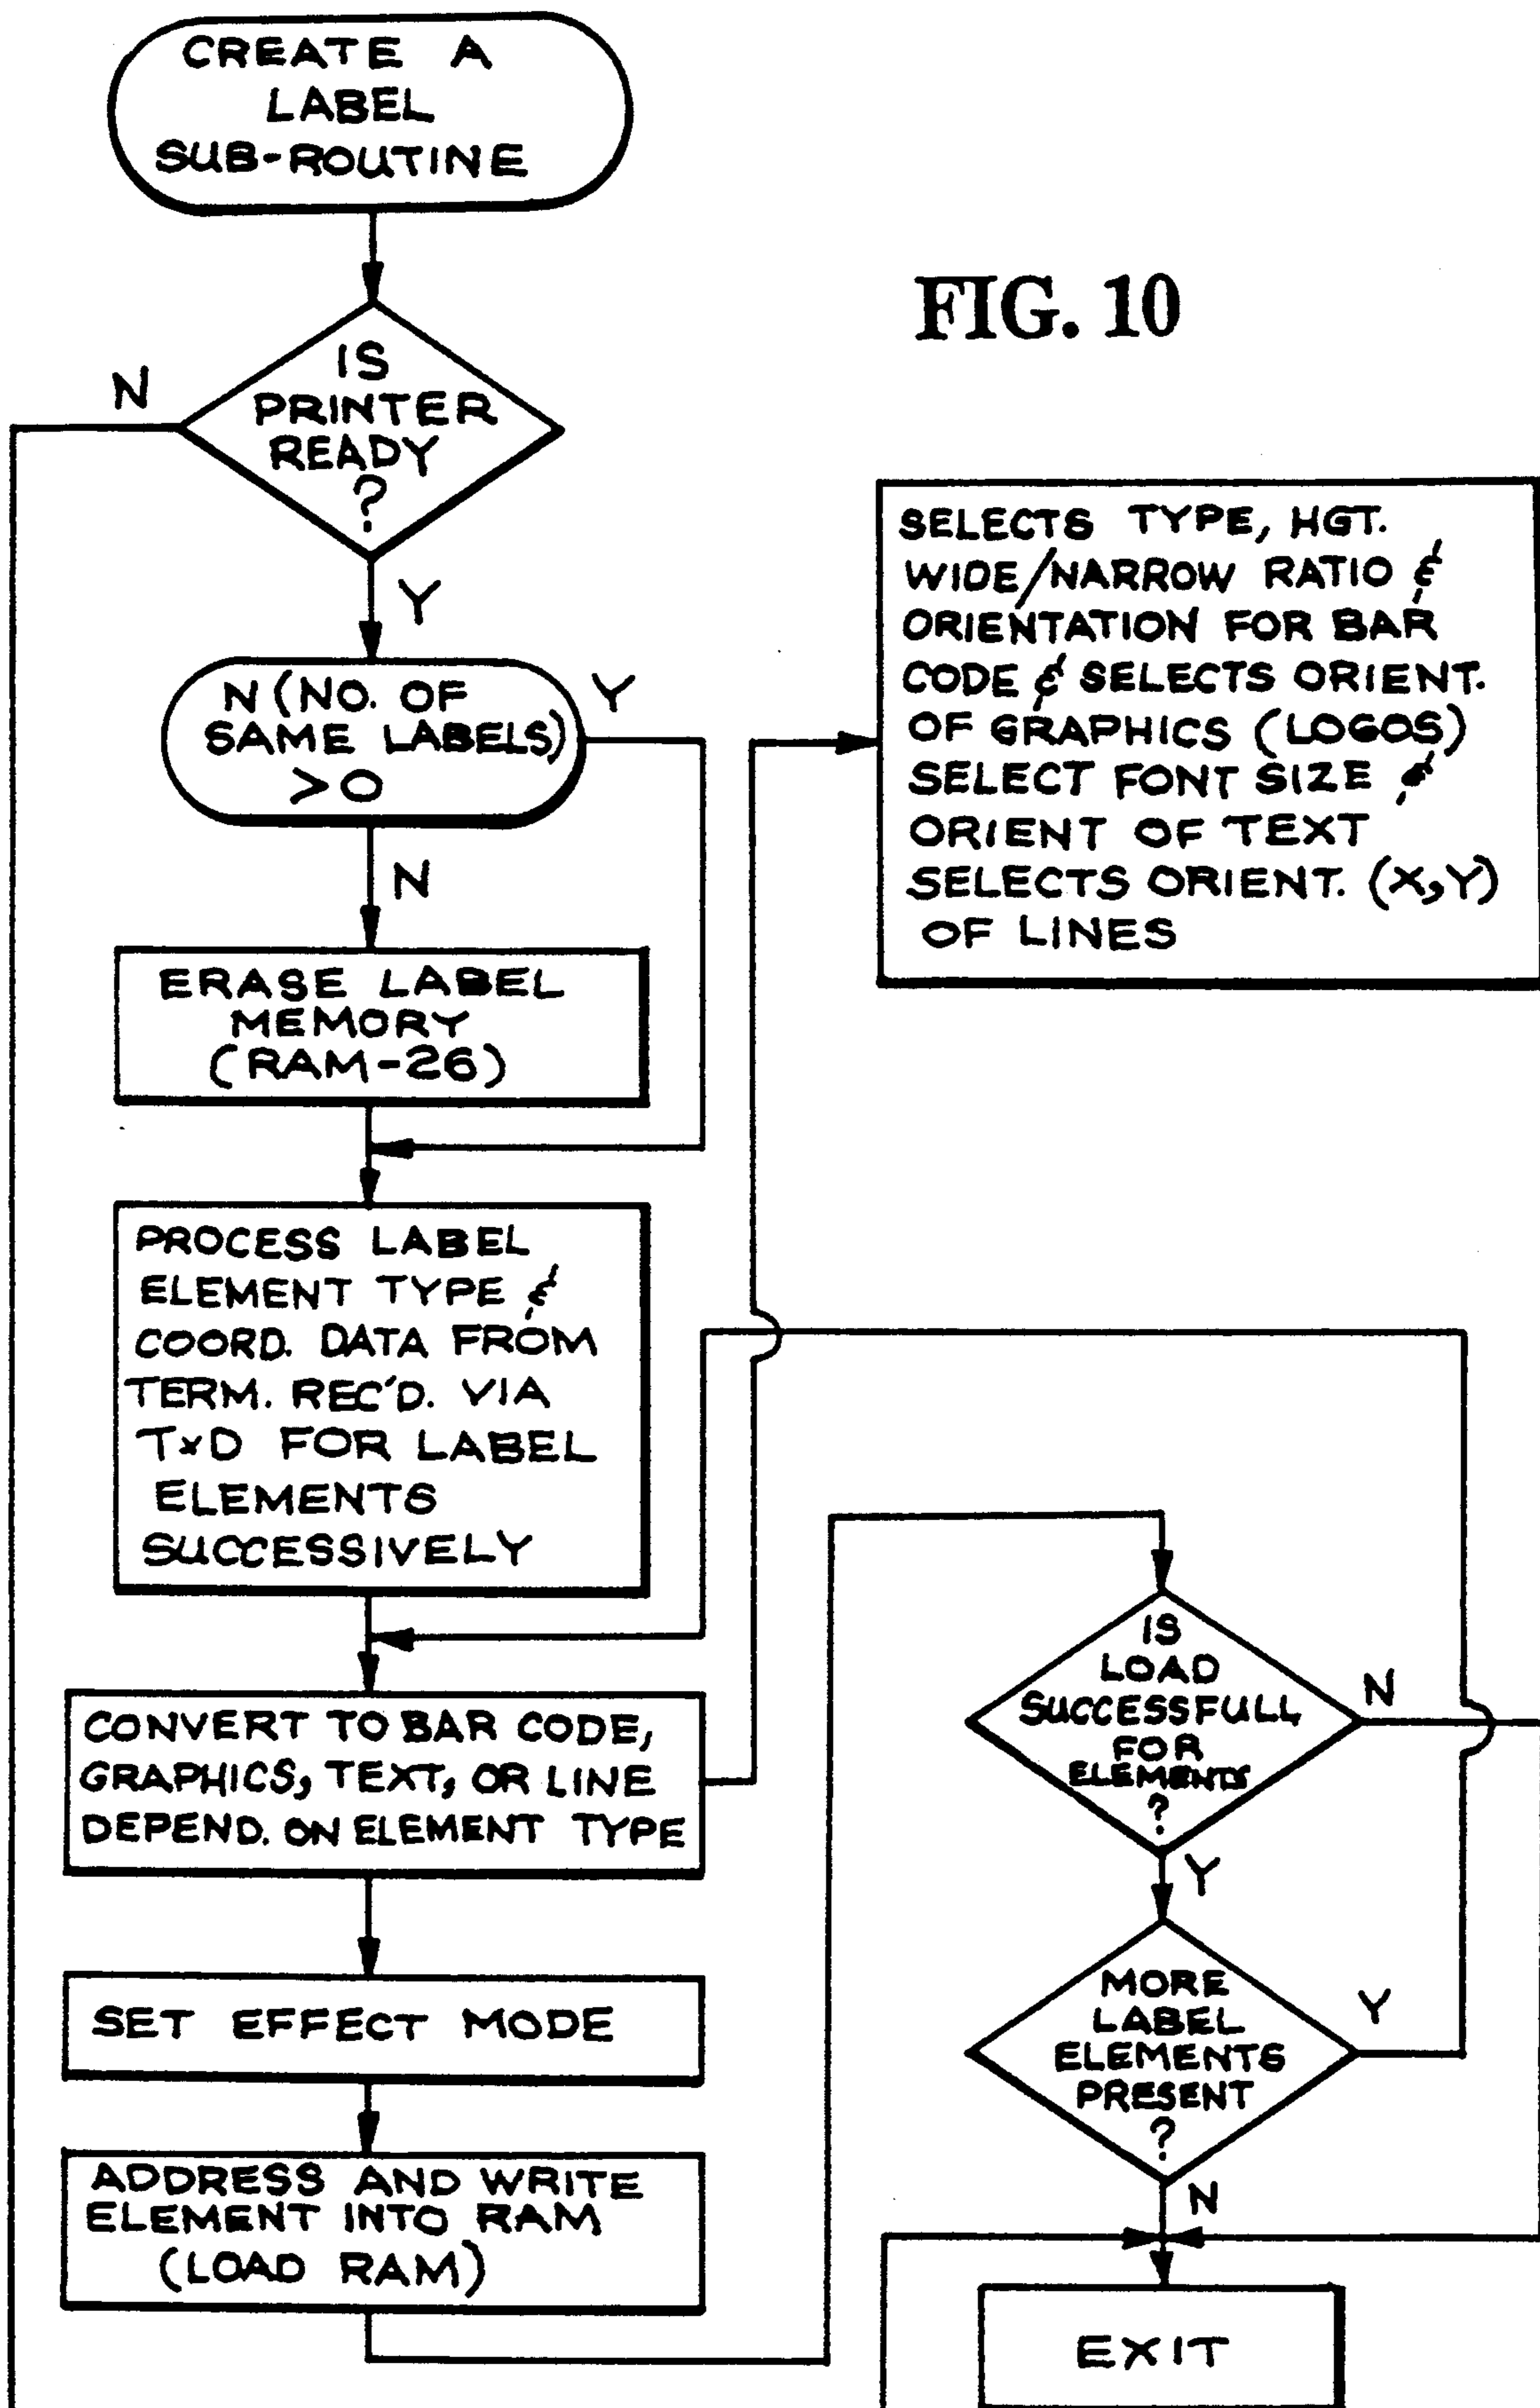 CREATE A
LABEL
SUB-ROUTINE
FIG. 10
IS
PRINTER
READY
?
N
Y
N (NO. OF
SAME LABELS)
>0
Y
N
ERASE LABEL
MEMORY
(RAM-26)
SELECTS TYPE, HGT.
WIDE/NARROW RATIO &
ORIENTATION FOR BAR
CODE & SELECTS ORIENT.
OF GRAPHICS (LOGOS)
SELECT FONT SIZE &
ORIENT OF TEXT
SELECTS ORIENT. (X,Y)
OF LINES
PROCESS LABEL
ELEMENT TYPE &
COORD. DATA FROM
TERM. REC'D. VIA
TxD FOR LABEL
ELEMENTS
SUCCESSIVELY
CONVERT TO BAR CODE,
GRAPHICS, TEXT, OR LINE
DEPEND. ON ELEMENT TYPE
SET EFFECT MODE
ADDRESS AND WRITE
ELEMENT INTO RAM
(LOAD RAM)
IS
LOAD
SUCCESSFULL
FOR
ELEMENTS
?
N
Y
MORE
LABEL
ELEMENTS
PRESENT
?
Y
N
EXIT